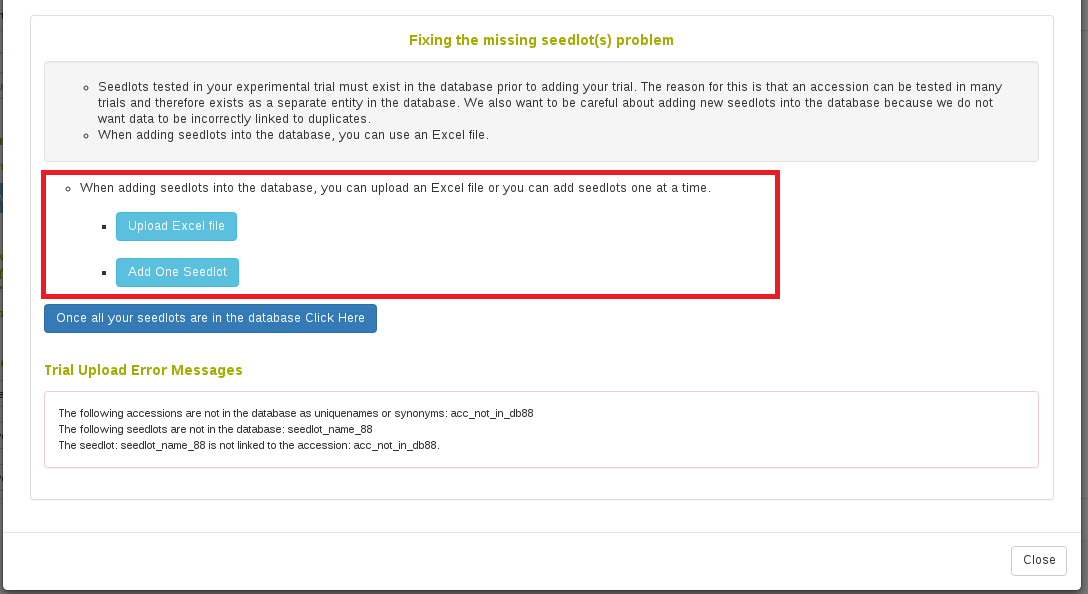 Fixing the missing seedlot(s) problem
Seedlots tested in your experimental trial must exist in the database prior to adding your trial. The reason for this is that an accession can be tested in many
trials and therefore exists as a separate entity in the database. We also want to be careful about adding new seedlots into the database because we do not
want data to be incorrectly linked to duplicates.
When adding seedlots into the database, you can use an Excel file.
When adding seedlots into the database, you can upload an Excel file or you can add seedlots one at a time.
Upload Excel file
Add One Seedlot
Once all your seedlots are in the database Click Here
Trial Upload Error Messages
The following accessions are not in the database as uniquenames or synonyms: acc_not_in_db88
The following seedlots are not in the database: seedlot_name_88
The seedlot: seedlot_name_88 is not linked to the accession: acc_not_in_db88.
Close